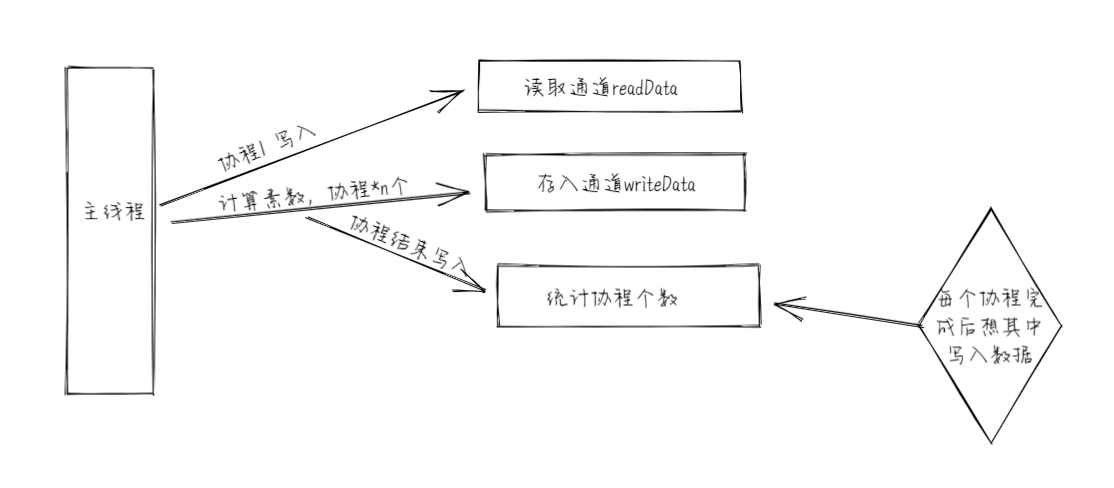 读取通道readData
协程1 写入
存入通道writeData
计算素数，协程*n个
主线程
协程结束写入
统计协程个数
每个协程完
成后想其中
写入数据